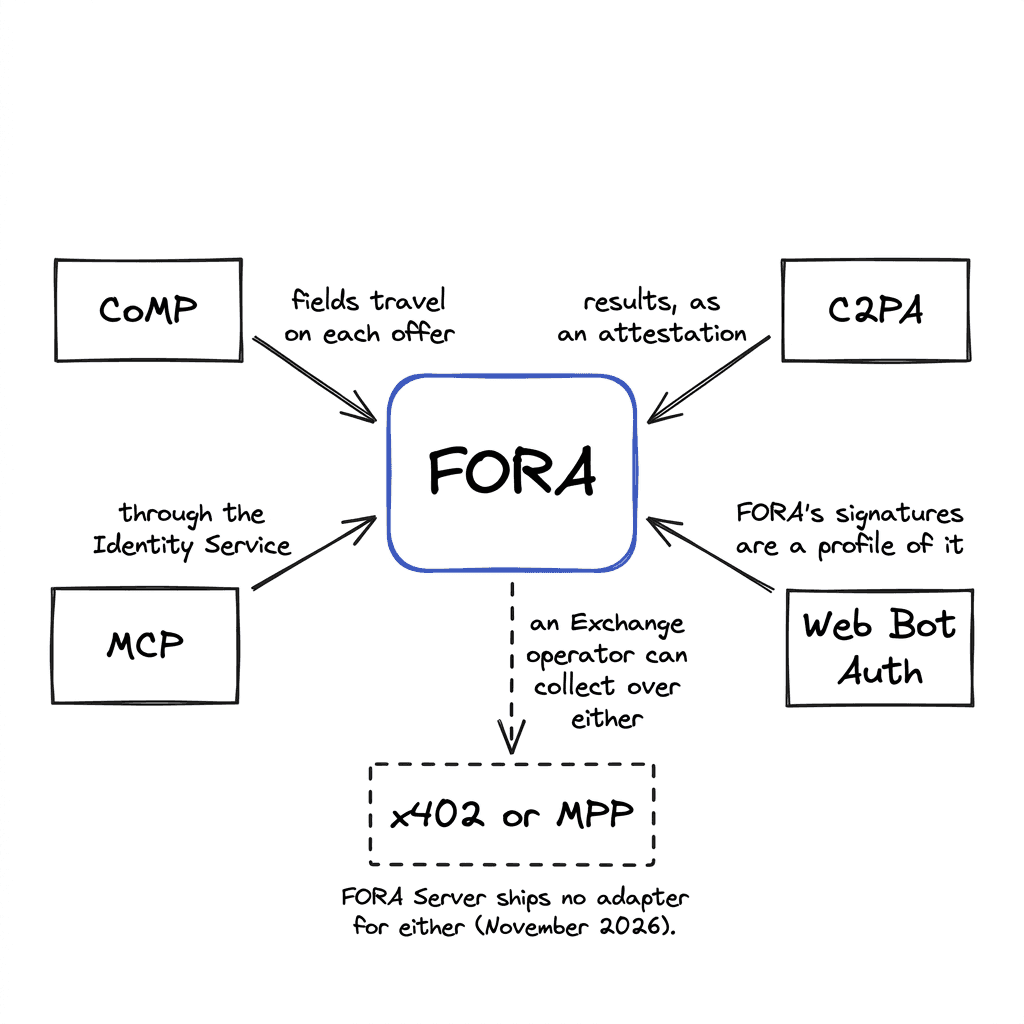 CoMP
fields travel
on each offer
results, as
an attestation
C2PA
FORA
through the
Identity Service
MCP
FORA's signatures
are a profile of it
Web Bot
Auth
an Exchange
operator can
collect over
either
x402 or MPP
FORA Server ships no adapter
for either (November 2026).